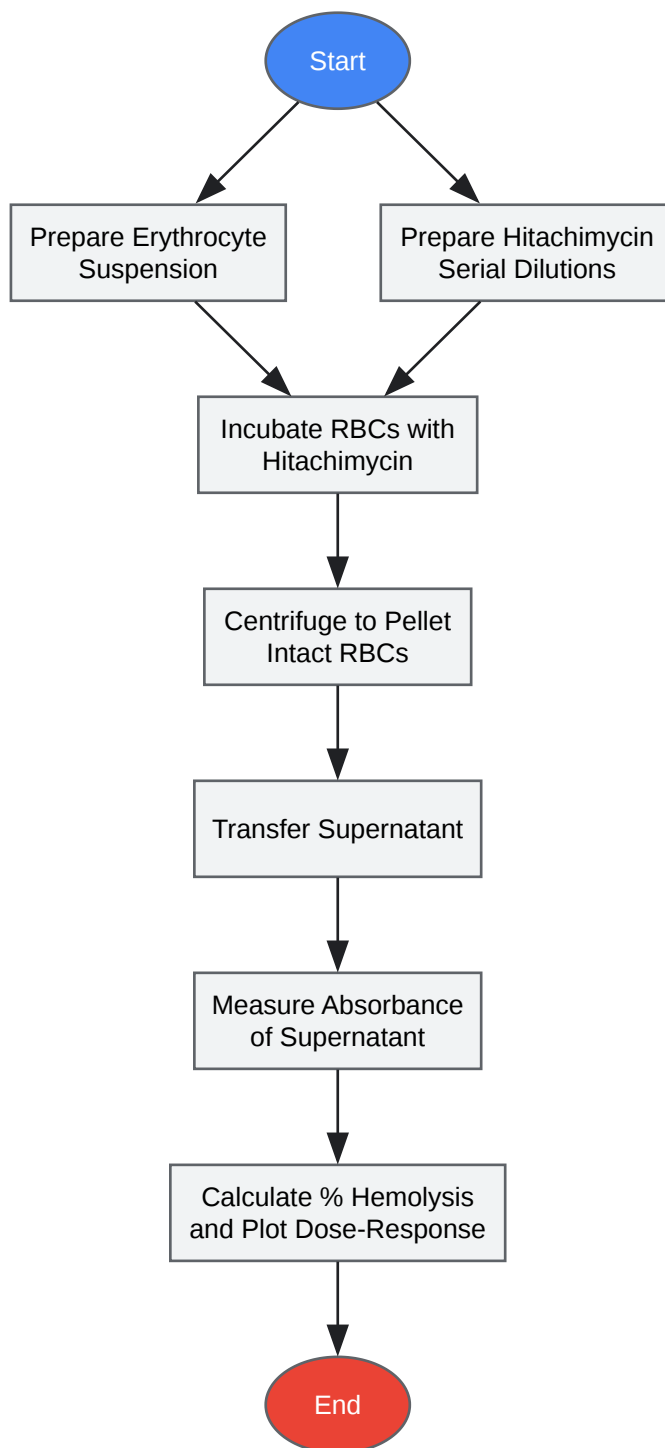 Start
Prepare Erythrocyte
Suspension
Prepare Hitachimycin
Serial Dilutions
Incubate RBCs with
Hitachimycin
Centrifuge to Pellet
Intact RBCs
Transfer Supernatant
Measure Absorbance
of Supernatant
Calculate % Hemolysis
and Plot Dose-Response
End